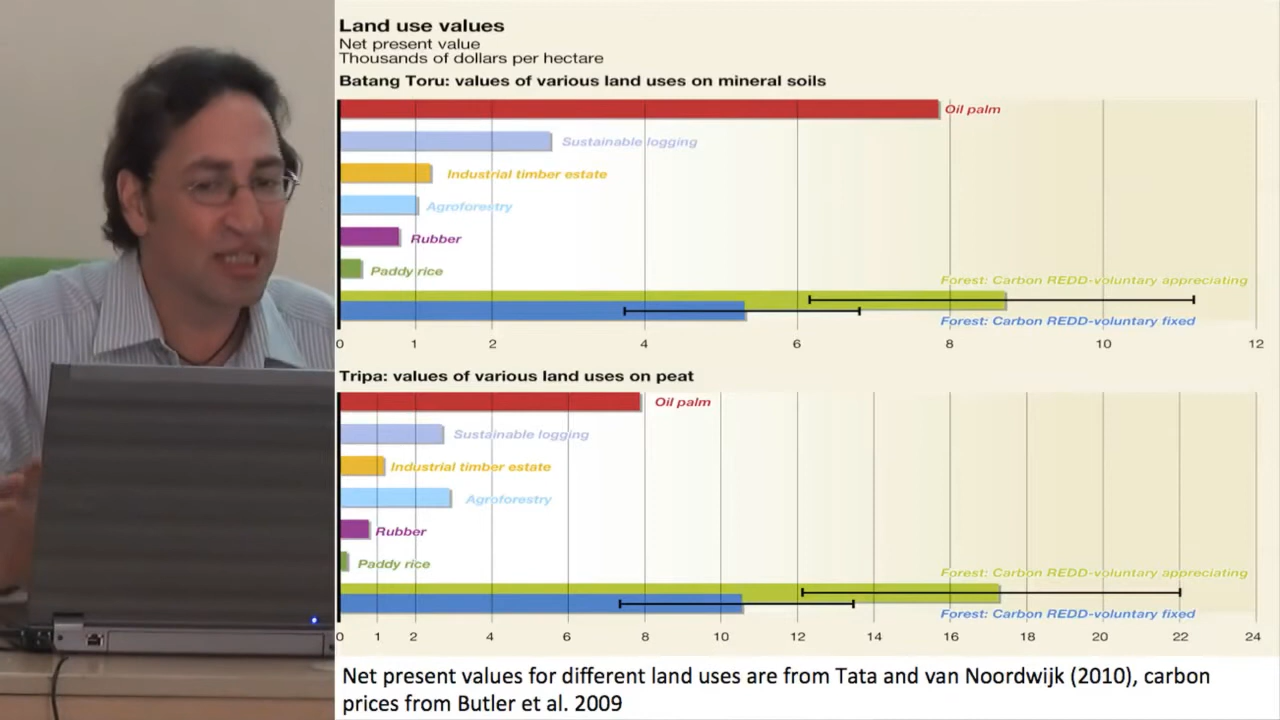 Land use values
Net present value
Thousands of dollars per hectare
Batang Toru: values of various land uses on mineral soils
Oil palm
Sustainable logging
Industrial timber estate
Agroforestry
Rubber
Paddy rice
Forest: Carbon REDD-voluntary appreciating
Forest: Carbon REDD-voluntary fixed
0 1 2 4 6 8 10 12
Tripa: values of various land uses on peat
Oil palm
Sustainable logging
Industrial timber estate
Agroforestry
Rubber
Paddy rice
Forest: Carbon REDD-voluntary appreciating
Forest: Carbon REDD-voluntary fixed
0 1 2 4 6 8 10 12 14 16 18 20 22 24
Net present values for different land uses are from Tata and van Noordwijk (2010), carbon
prices from Butler et al. 2009